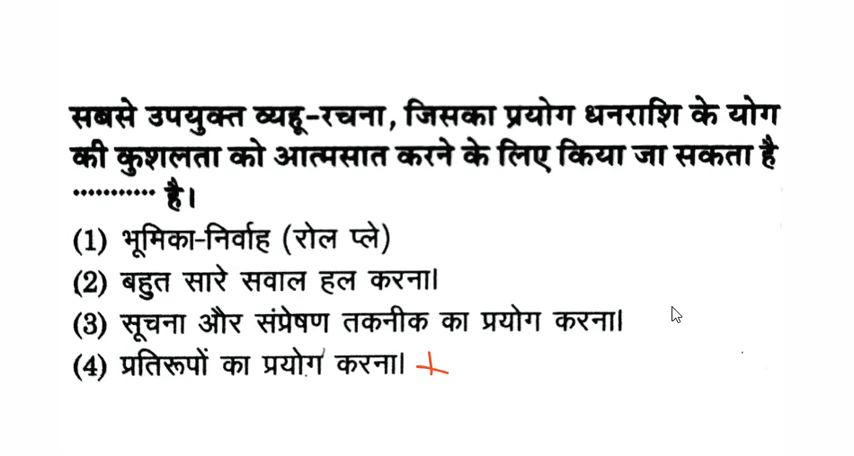 सबसे उपयुक्त व्यहू-रचना, जिसका प्रयोग धनराशि के योग
की कुशलता को आत्मसात करने के लिए किया जा सकता है
............ है।
(1) भूमिका-निर्वाह (रोल प्ले)
(2) बहुत सारे सवाल हल करना।
(3) सूचना और संप्रेषण तकनीक का प्रयोग करना।
(4) प्रतिरूपों का प्रयोग करना।